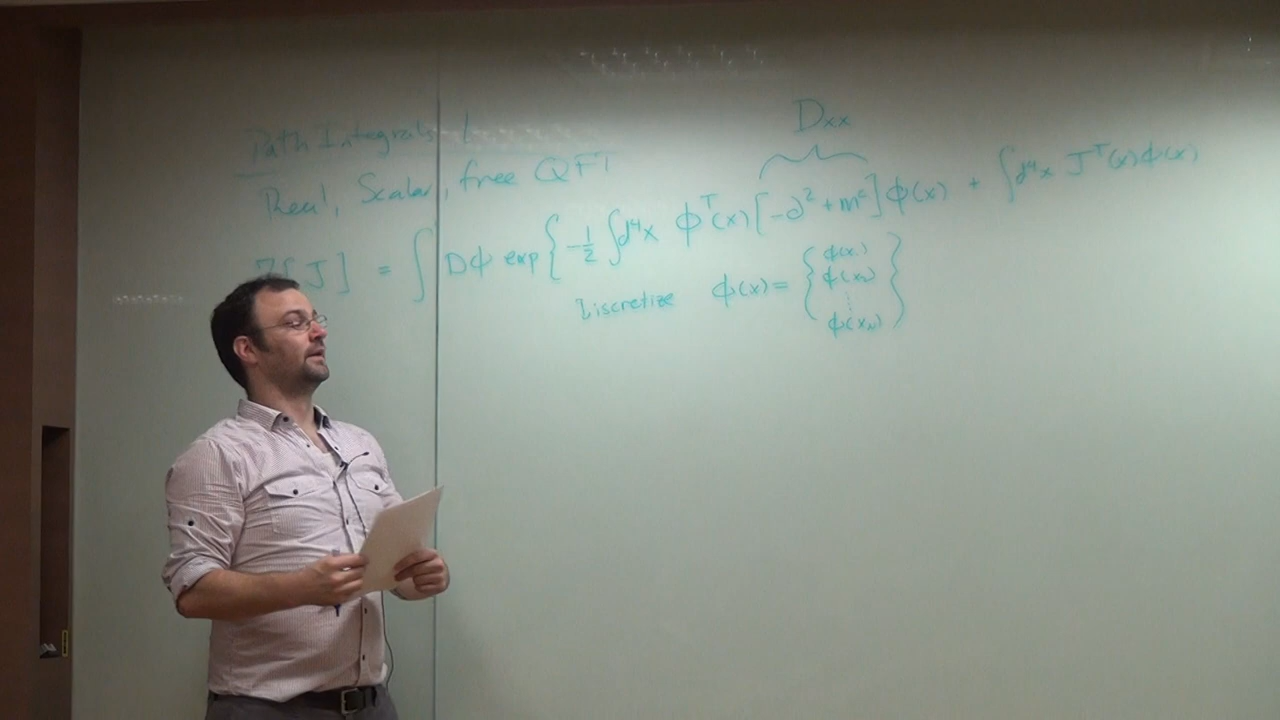 Path Integrals 1
Real, Scalar, free QFT
Z[J] = ∫ Dϕ exp{ -1/2 ∫d⁴x ϕᵀ(x)[-∂² + m²]ϕ(x) + ∫d⁴x Jᵀ(x)ϕ(x)
Dxx
Discretize ϕ(x) = { ϕ(x₁) ϕ(x₂) ⋮ ϕ(x_N) }